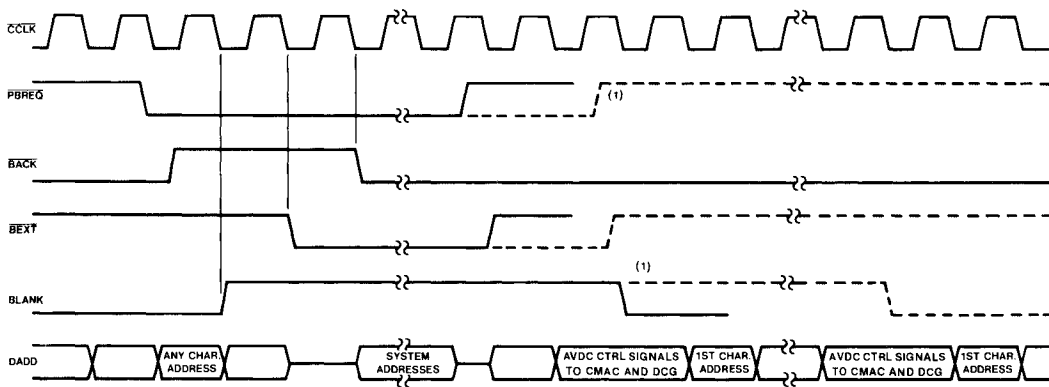 CCLK
PBREQ
(1)
BACK
BEXT
(1)
BLANK
DADD
ANY CHAR.
ADDRESS
SYSTEM
ADDRESSES
AVDC CTRL SIGNALS
TO CMAC AND DCG
1ST CHAR.
ADDRESS
AVDC CTRL SIGNALS
TO CMAC AND DCG
1ST CHAR.
ADDRESS